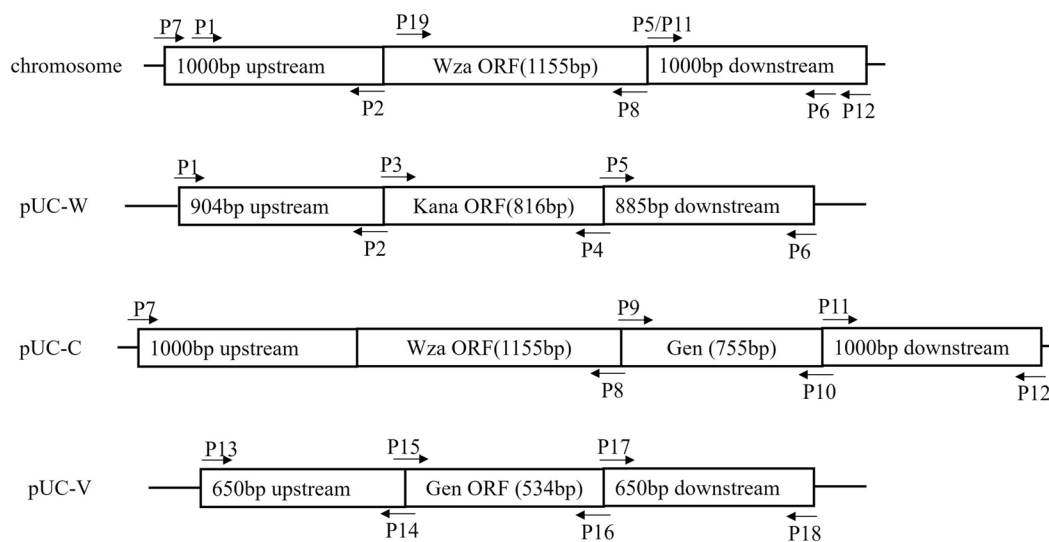 P7 P1 P19 P5/P11
chromosome 1000bp upstream Wza ORF(1155bp) 1000bp downstream
P2 P8 P6 P12
P1 P3 P5
pUC-W 904bp upstream Kana ORF(816bp) 885bp downstream
P2 P4 P6
P7 P9 P11
pUC-C 1000bp upstream Wza ORF(1155bp) Gen (755bp) 1000bp downstream
P8 P10 P12
P13 P15 P17
pUC-V 650bp upstream Gen ORF (534bp) 650bp downstream
P14 P16 P18